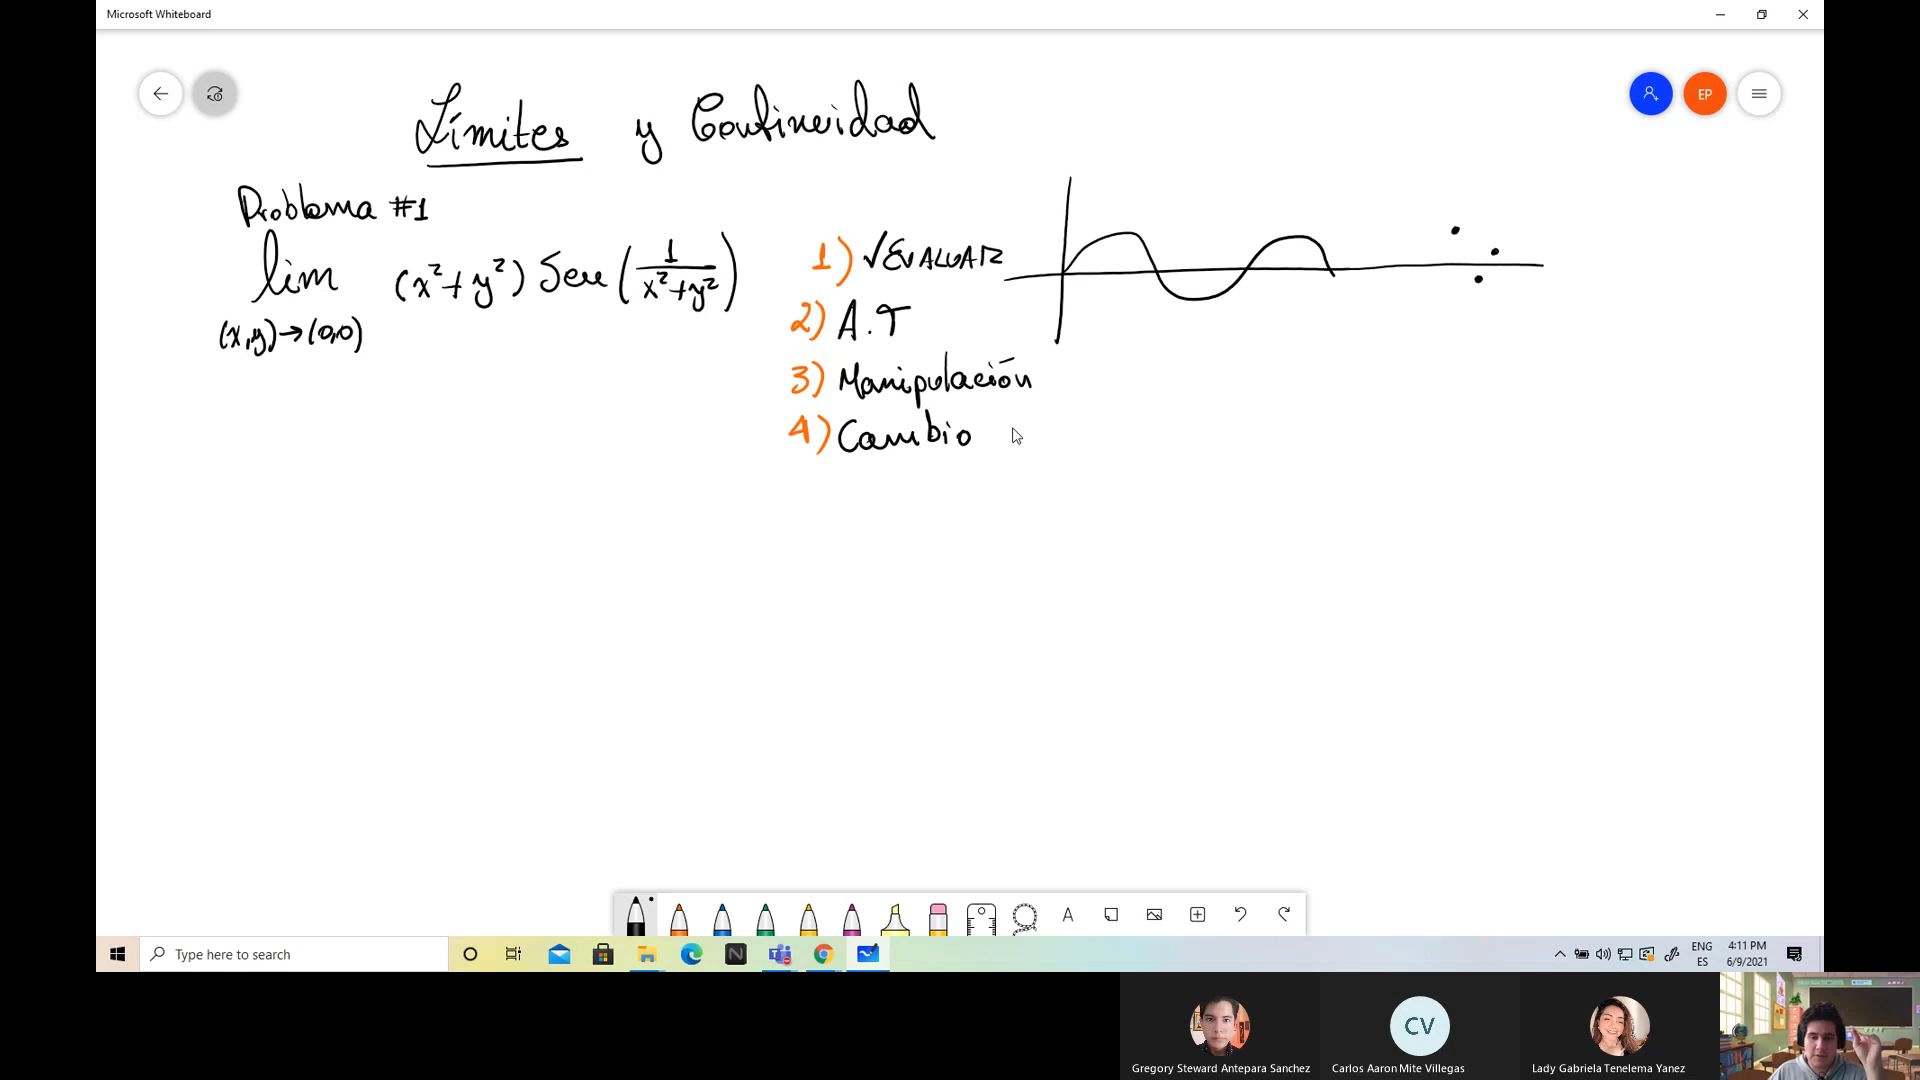 Microsoft Whiteboard
Límites y Continuidad
EP
Problema #1
lim (x²+y²) Sen (1/(x²+y²))
(x,y)→(0,0)
1) √EVALUAR
2) A.T
3) Manipulación
4) Cambio
A
Type here to search
N
ENG
ES
4:11 PM
6/9/2021
CV
Gregory Steward Antepara Sanchez
Carlos Aaron Mite Villegas
Lady Gabriela Tenelema Yanez